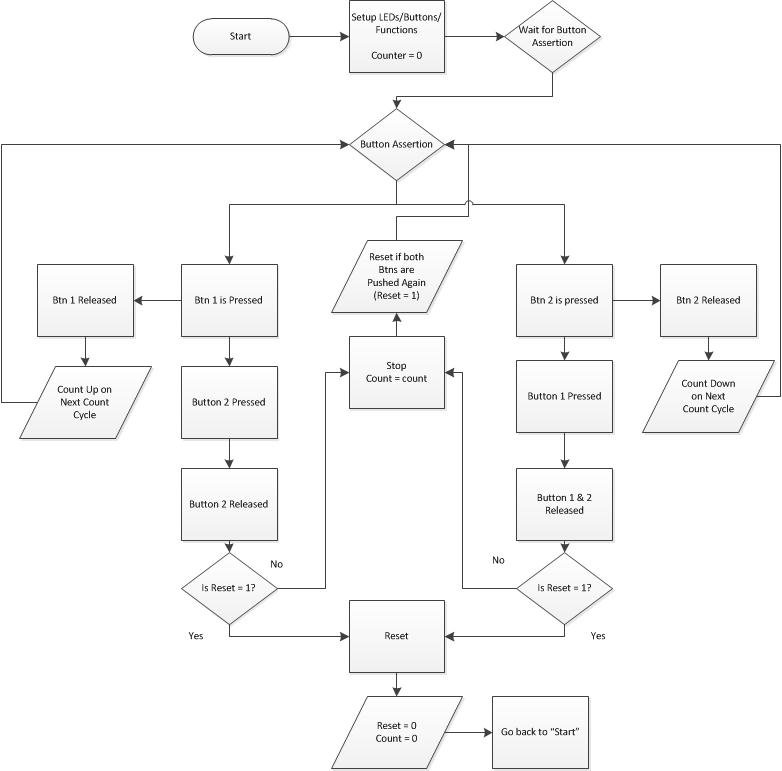 Start
Setup LEDs/Buttons/
Functions
Counter = 0
Wait for Button
Assertion
Button Assertion
Reset if both
Btns are
Pushed Again
(Reset = 1)
Btn 1 Released
Btn 1 is Pressed
Btn 2 is pressed
Btn 2 Released
Count Up on
Next Count
Cycle
Button 2 Pressed
Stop
Count = count
Button 1 Pressed
Count Down
on Next
Count Cycle
Button 2 Released
Button 1 & 2
Released
Is Reset = 1?
No
No
Is Reset = 1?
Yes
Reset
Yes
Reset = 0
Count = 0
Go back to "Start"